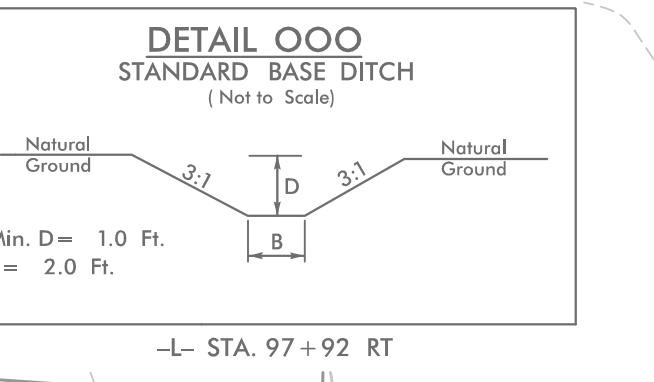 DETAIL OOO
STANDARD BASE DITCH
( Not to Scale)
Natural
Ground
3:1
D
3:1
Natural
Ground
B
Min. D= 1.0 Ft.
= 2.0 Ft.
–L– STA. 97+92 RT